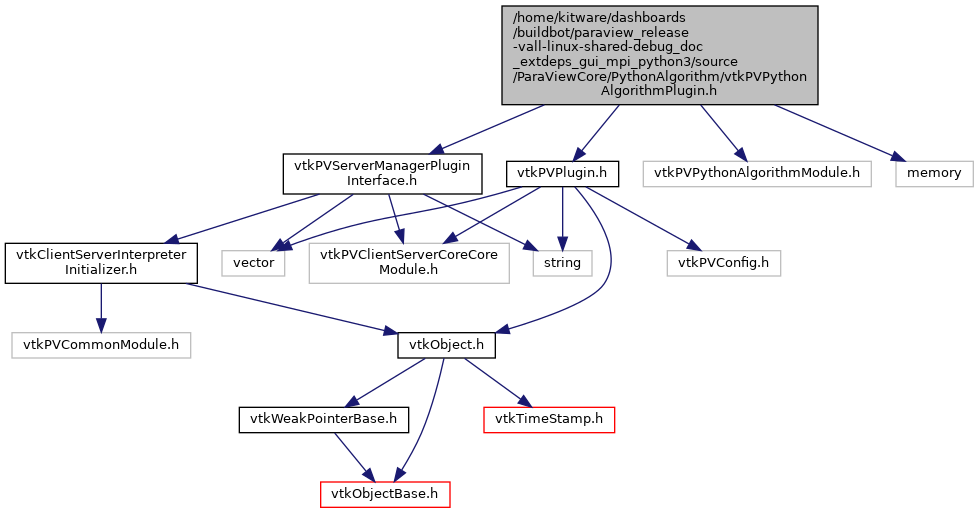 /home/kitware/dashboards
/buildbot/paraview_release
-vall-linux-shared-debug_doc
_extdeps_gui_mpi_python3/source
/ParaViewCore/PythonAlgorithm/vtkPVPython
AlgorithmPlugin.h
vtkPVServerManagerPlugin
Interface.h
vtkPVPlugin.h
vtkPVPythonAlgorithmModule.h
memory
vtkClientServerInterpreter
Initializer.h
vector
vtkPVClientServerCoreCore
Module.h
string
vtkPVConfig.h
vtkPVCommonModule.h
vtkObject.h
vtkWeakPointerBase.h
vtkTimeStamp.h
vtkObjectBase.h